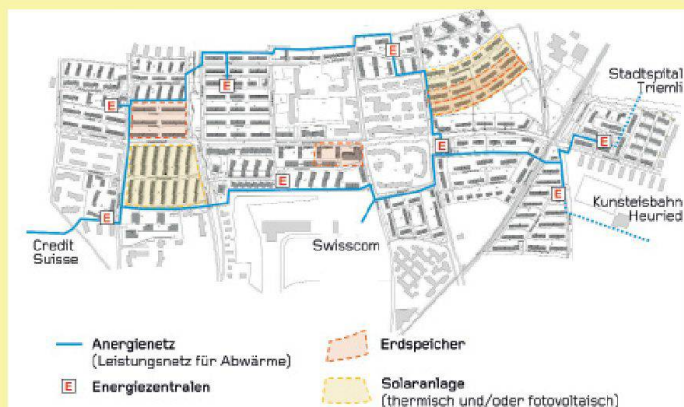 E
Stadtspital
Triemli
E
E
E
E
E
E
Kunsteisbahn
Heuried
E
Credit
Suisse
Swisscom
Anergienetz
(Leistungsnetz für Abwärme)
E Energiezentralen
Erdspeicher
Solaranlage
(thermisch und/oder fotovoltaisch)